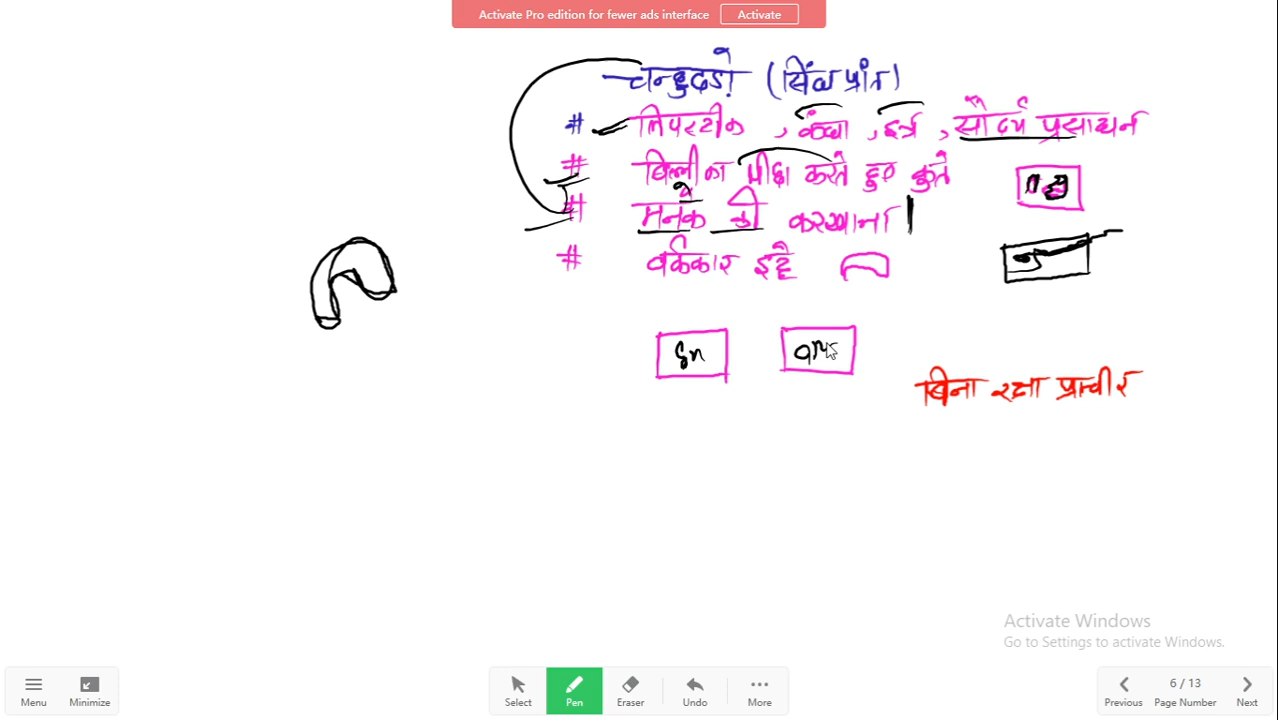 Activate Pro edition for fewer ads interface Activate
चन्हुदड़ो (सिंध प्रांत)
# लिपस्टीक , कंघा , इत्र , सौदर्य प्रसाधन
# बिल्ली का पीछा करते हुए कुते
# मनके की कारखाना |
# वक्रकार ईंटे
बिना रक्षा प्राचीर
Activate Windows
Go to Settings to activate Windows.
Menu Minimize Select Pen Eraser Undo More Previous 6 / 13 Page Number Next